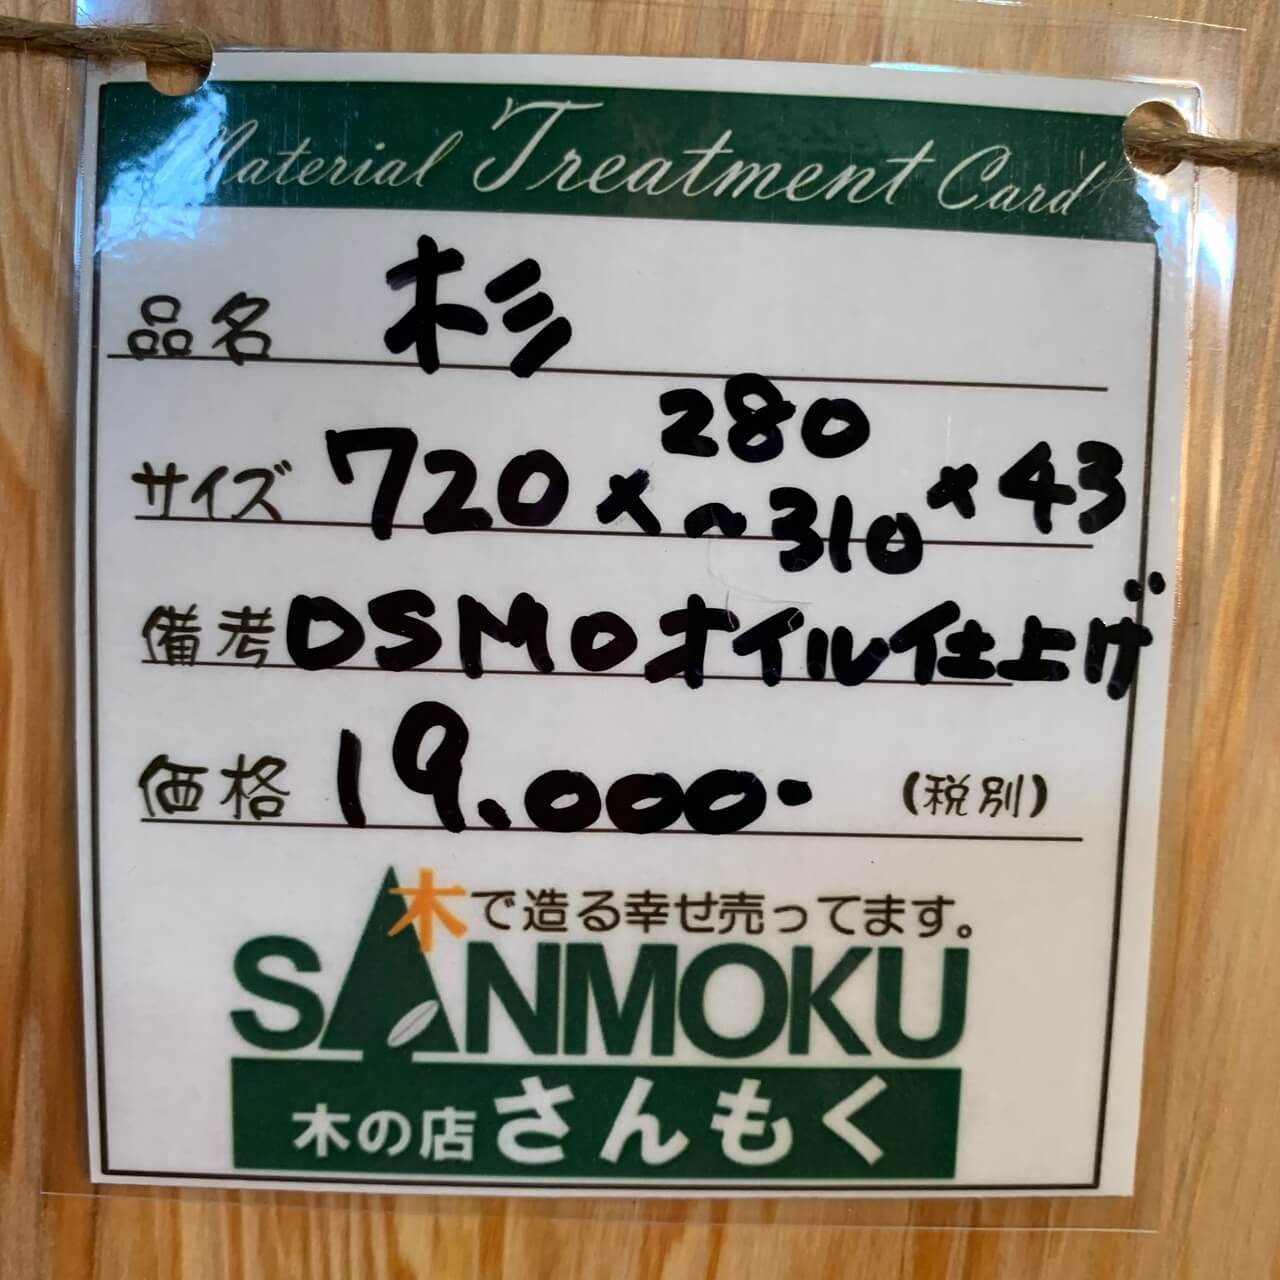 Material Treatment Card
品名 杉
サイズ 720 × 280 ~ 310 × 43
備考 OSMOオイル仕上げ
価格 19.000.- (税別)
木で造る幸せ売ってます。
SANMOKU
木の店 さんもく